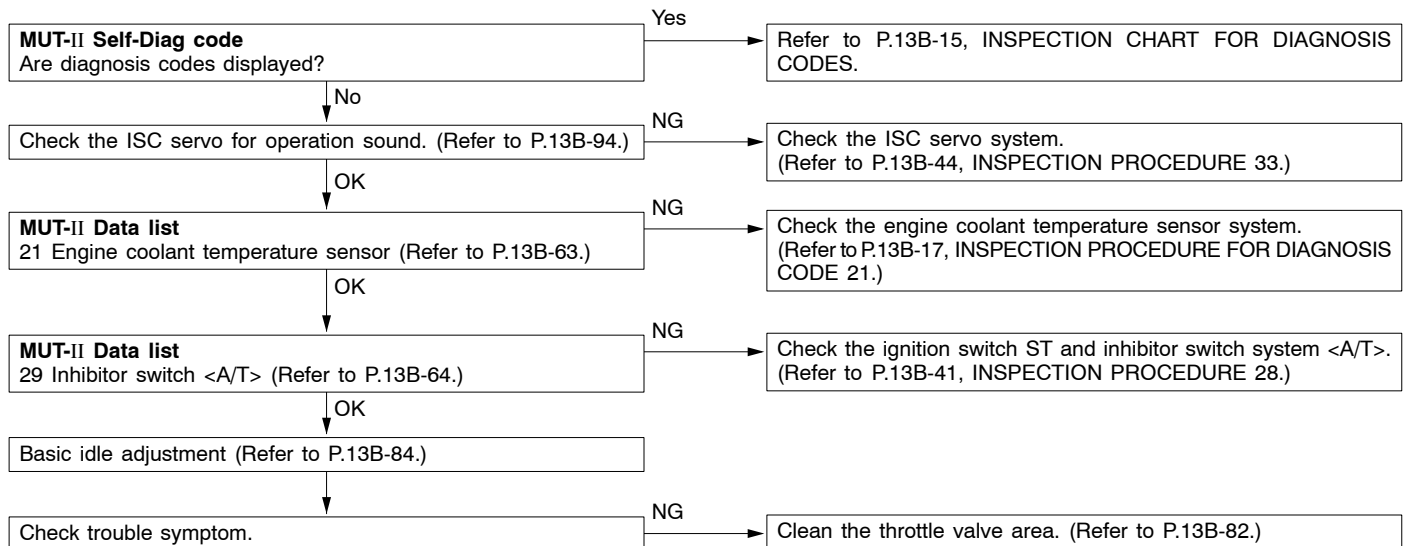 MUT-II Self-Diag code
Are diagnosis codes displayed?
Yes
Refer to P.13B-15, INSPECTION CHART FOR DIAGNOSIS
CODES.
No
Check the ISC servo for operation sound. (Refer to P.13B-94.)
NG
Check the ISC servo system.
(Refer to P.13B-44, INSPECTION PROCEDURE 33.)
OK
MUT-II Data list
21 Engine coolant temperature sensor (Refer to P.13B-63.)
NG
Check the engine coolant temperature sensor system.
(Refer to P.13B-17, INSPECTION PROCEDURE FOR DIAGNOSIS
CODE 21.)
OK
MUT-II Data list
29 Inhibitor switch <A/T> (Refer to P.13B-64.)
NG
Check the ignition switch ST and inhibitor switch system <A/T>.
(Refer to P.13B-41, INSPECTION PROCEDURE 28.)
OK
Basic idle adjustment (Refer to P.13B-84.)
Check trouble symptom.
NG
Clean the throttle valve area. (Refer to P.13B-82.)